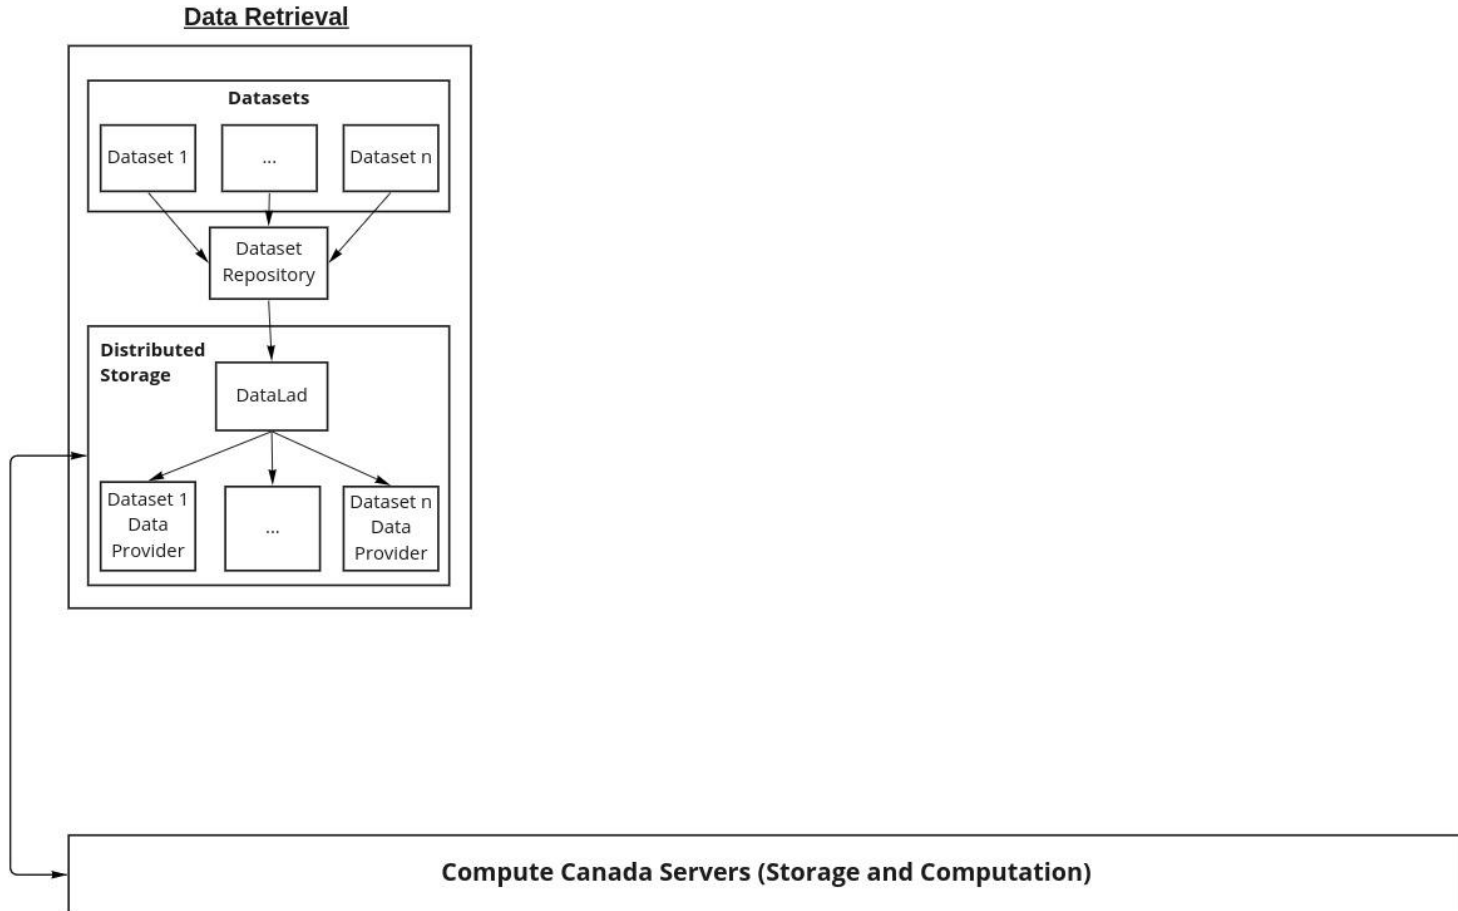 Data Retrieval
Datasets
Dataset 1
...
Dataset n
Dataset
Repository
Distributed
Storage
DataLad
Dataset 1
Data
Provider
...
Dataset n
Data
Provider
Compute Canada Servers (Storage and Computation)